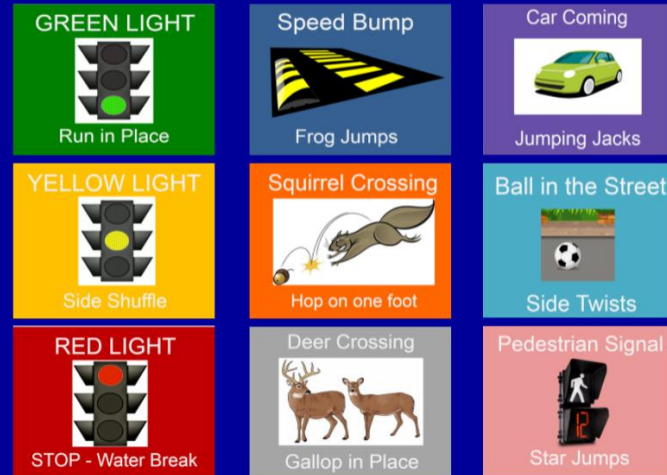 GREEN LIGHT
Run in Place
Speed Bump
Frog Jumps
Car Coming
Jumping Jacks
YELLOW LIGHT
Side Shuffle
Squirrel Crossing
Hop on one foot
Ball in the Street
Side Twists
RED LIGHT
STOP - Water Break
Deer Crossing
Gallop in Place
Pedestrian Signal
12
Star Jumps